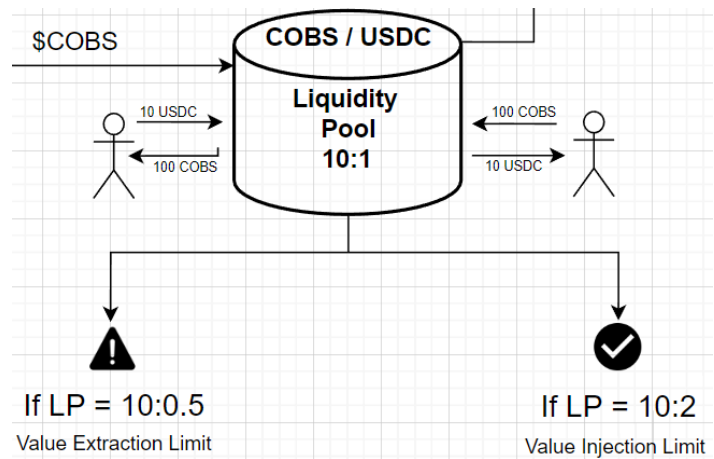 $COBS
COBS / USDC
Liquidity
Pool
10:1
10 USDC
100 COBS
100 COBS
10 USDC
If LP = 10:0.5
Value Extraction Limit
If LP = 10:2
Value Injection Limit